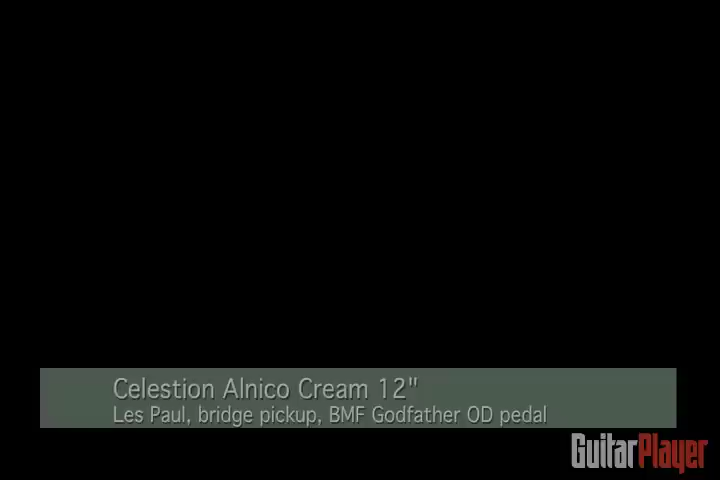 Celestion Alnico Cream 12"
Les Paul, bridge pickup, BMF Godfather OD pedal
GuitarPlayer